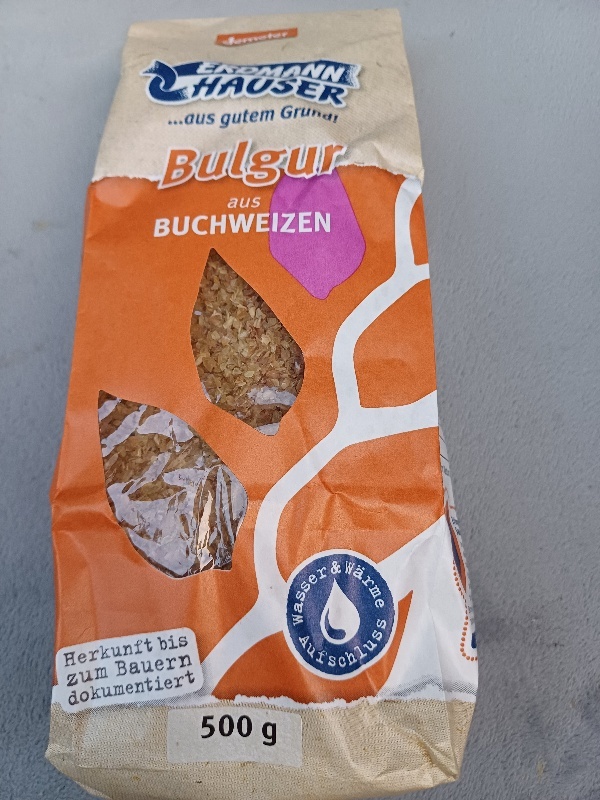 demeter
ERDMANN
HAUSER
...aus gutem Grund!
Bulgur
aus
BUCHWEIZEN
Wasser & Wärme
Aufschluss
Herkunft bis
zum Bauern
dokumentiert
500 g